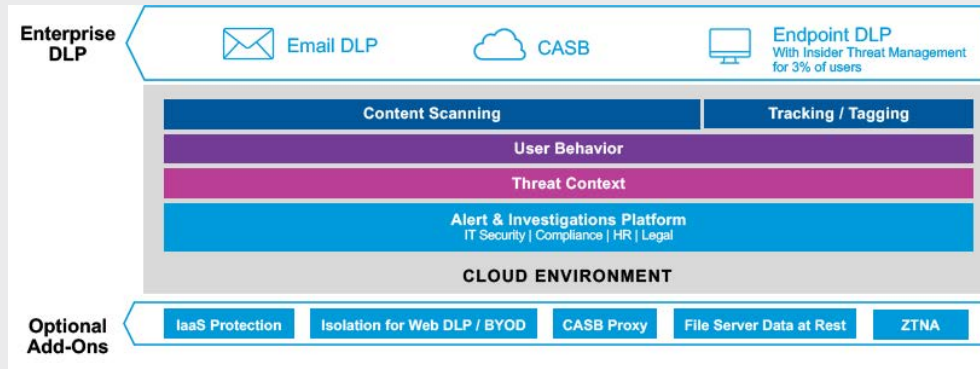 Enterprise
DLP
Email DLP
CASB
Endpoint DLP
With Insider Threat Management
for 3% of users
Content Scanning
Tracking / Tagging
User Behavior
Threat Context
Alert & Investigations Platform
IT Security | Compliance | HR | Legal
CLOUD ENVIRONMENT
Optional
Add-Ons
IaaS Protection
Isolation for Web DLP / BYOD
CASB Proxy
File Server Data at Rest
ZTNA